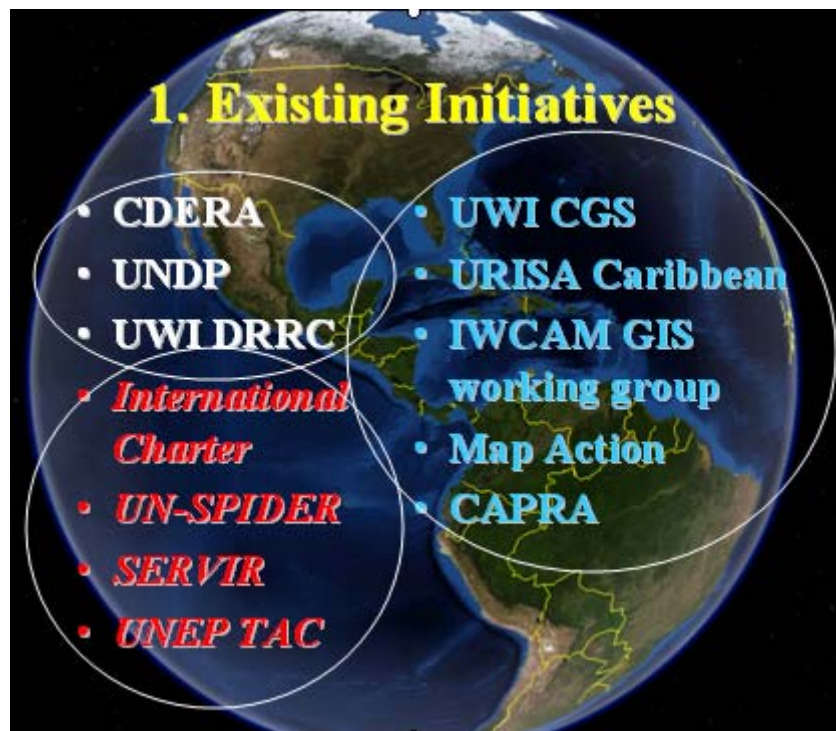 1. Existing Initiatives
• CDERA
• UNDP
• UWI DRRC
• International
Charter
• UN-SPIDER
• SERVIR
• UNEP TAC
• UWI CGS
• URISA Caribbean
• IWCAM GIS
working group
• Map Action
• CAPRA